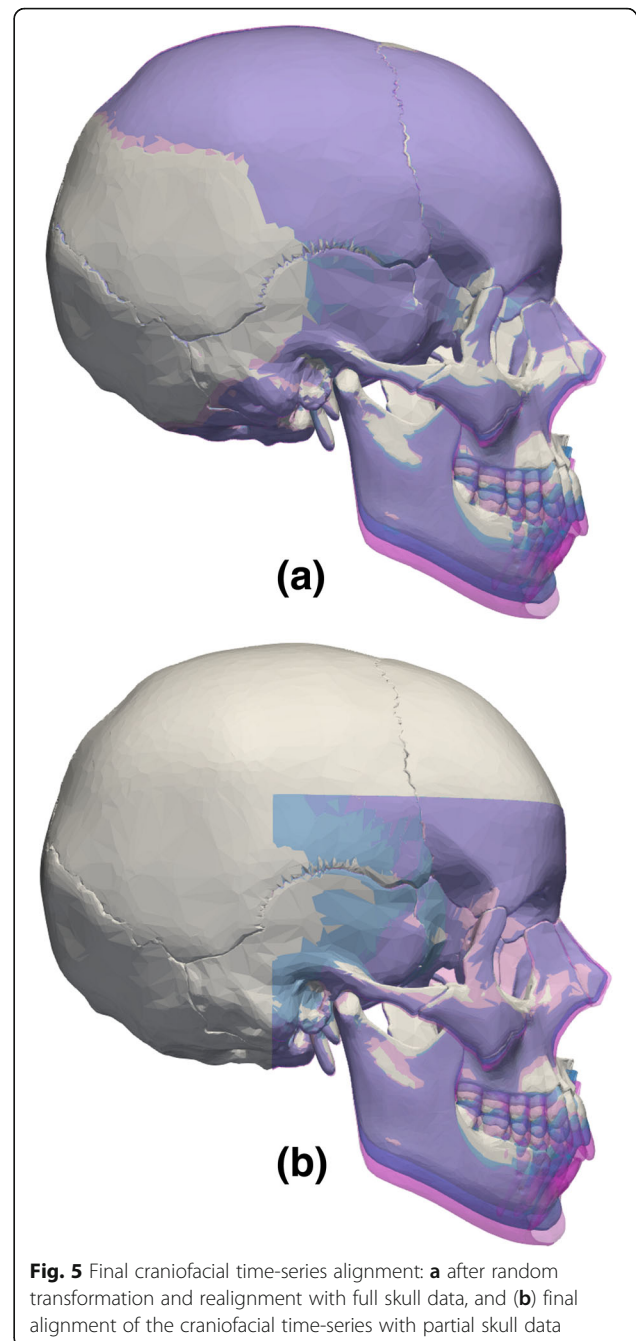 (a)
(b)
Fig. 5 Final craniofacial time-series alignment: a after random
transformation and realignment with full skull data, and (b) final
alignment of the craniofacial time-series with partial skull data